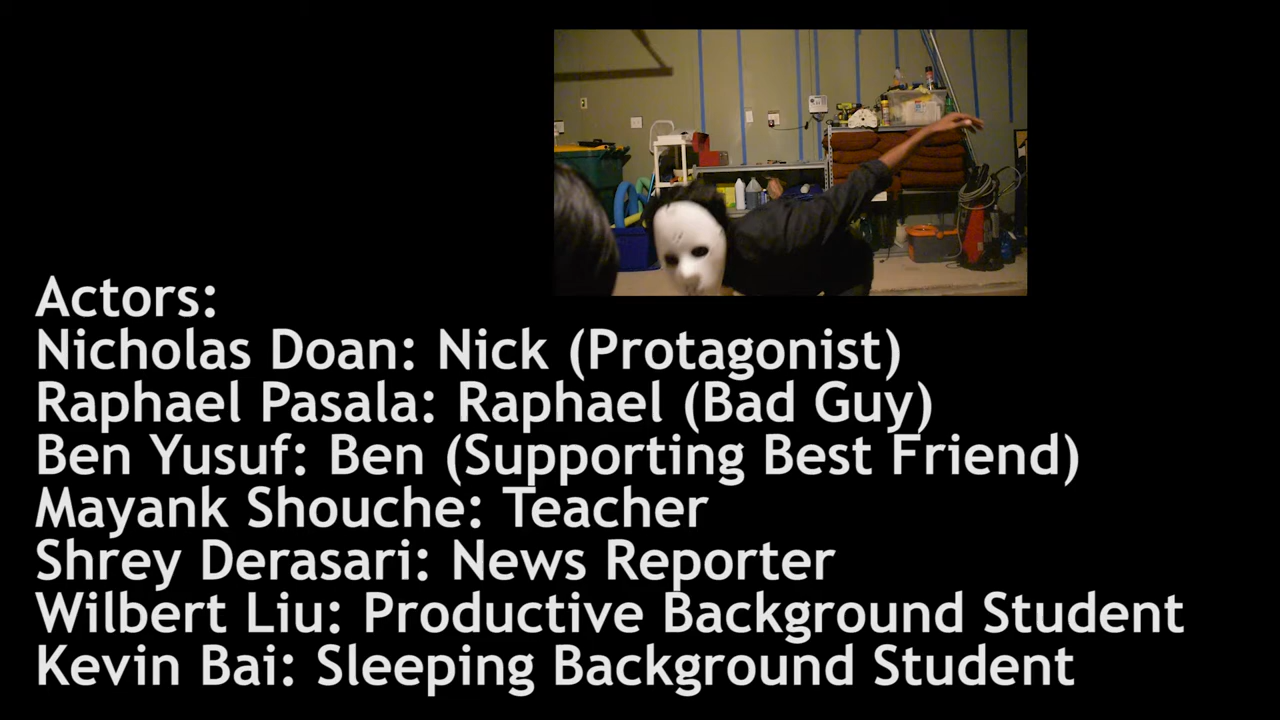 Actors:
Nicholas Doan: Nick (Protagonist)
Raphael Pasala: Raphael (Bad Guy)
Ben Yusuf: Ben (Supporting Best Friend)
Mayank Shouche: Teacher
Shrey Derasari: News Reporter
Wilbert Liu: Productive Background Student
Kevin Bai: Sleeping Background Student